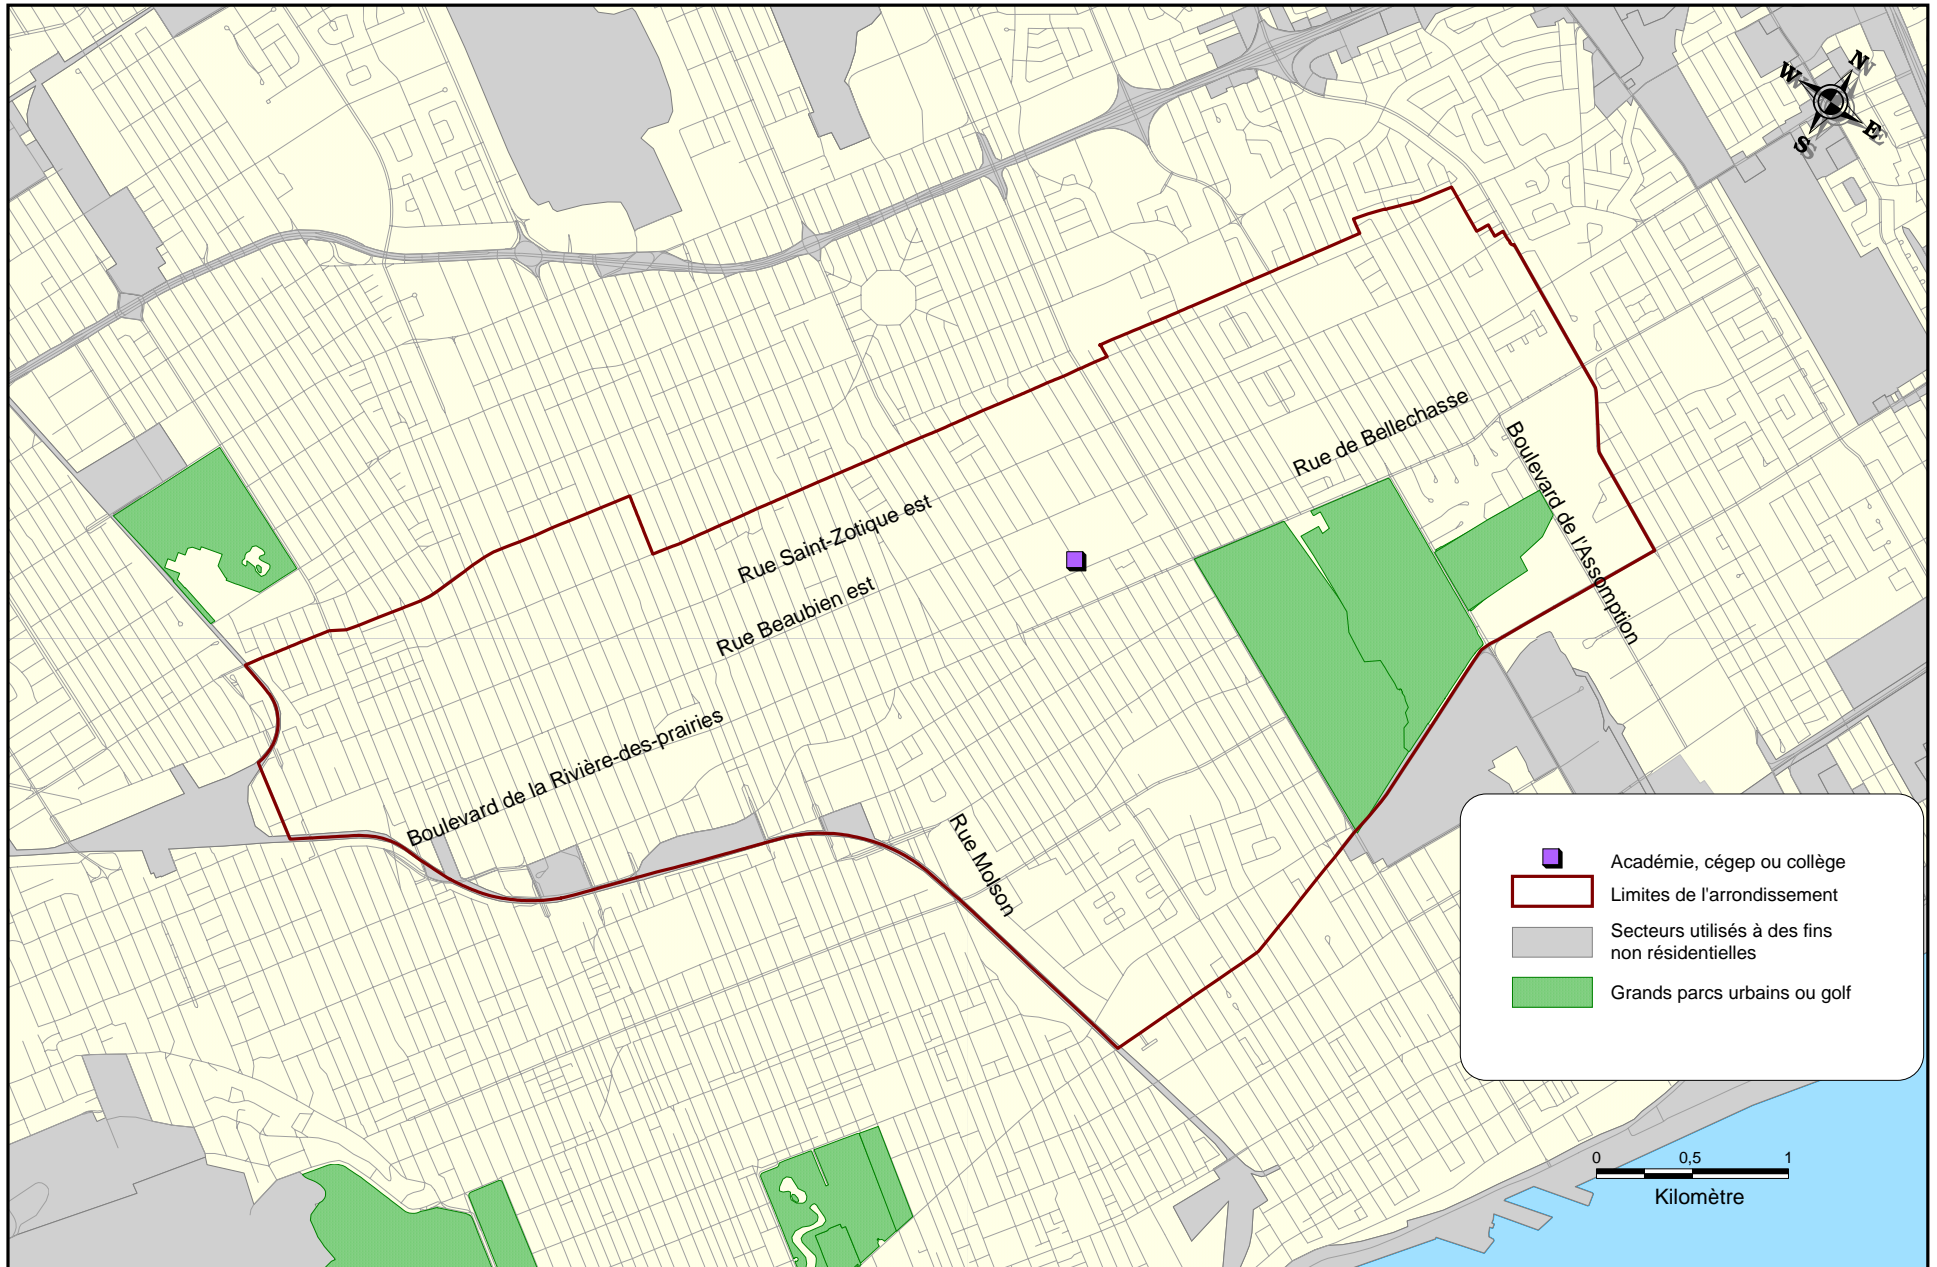 N
W
E
S
Rue de Bellechasse
Boulevard de l'Assomption
Rue Saint-Zotique est
Rue Beaubien est
Boulevard de la Rivière-des-prairies
Rue Molson
Académie, cégep ou collège
Limites de l'arrondissement
Secteurs utilisés à des fins
non résidentielles
Grands parcs urbains ou golf
0 0,5 1
Kilomètre